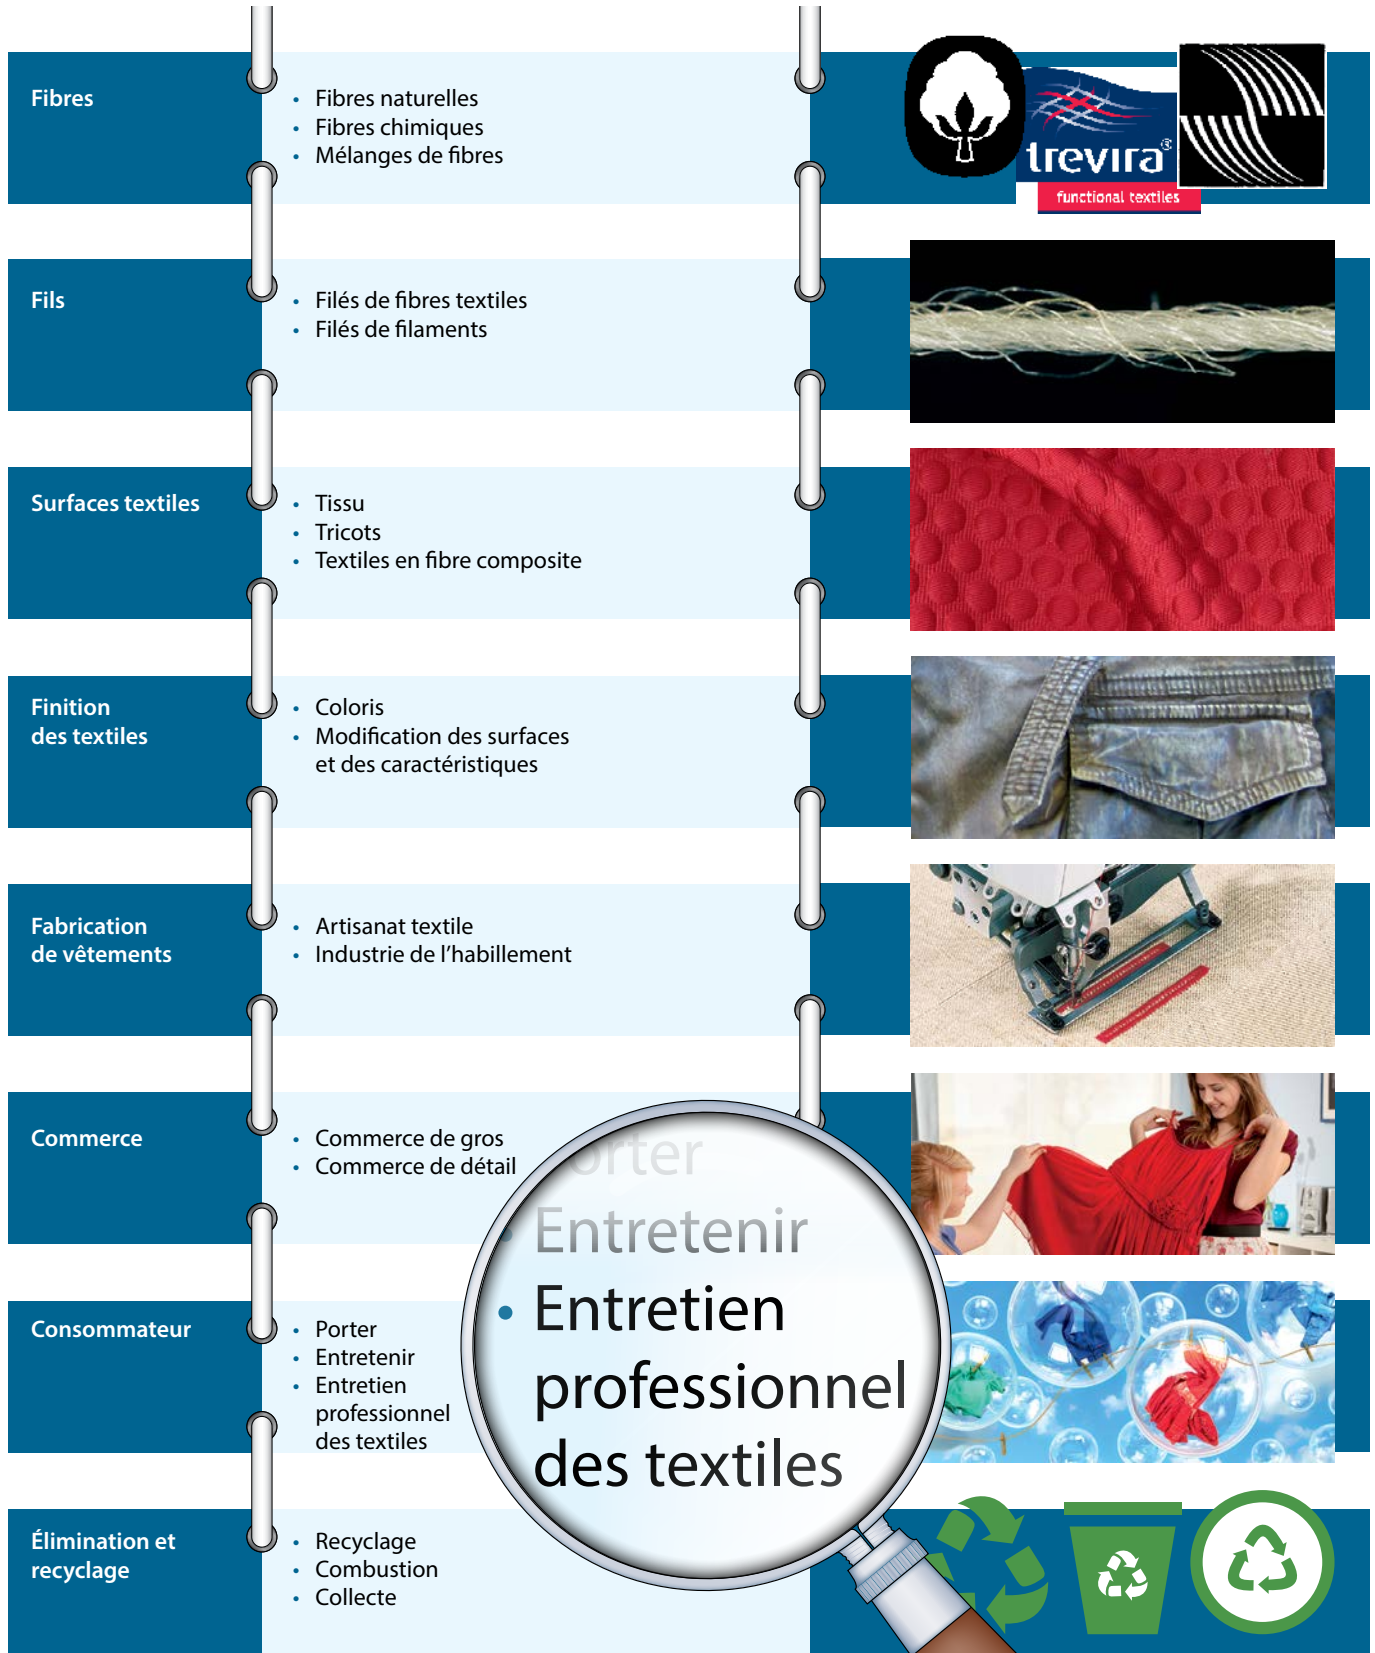 Fibres
• Fibres naturelles
• Fibres chimiques
• Mélanges de fibres
trevira®
functional textiles
Fils
• Filés de fibres textiles
• Filés de filaments
Surfaces textiles
• Tissu
• Tricots
• Textiles en fibre composite
Finition
des textiles
• Coloris
• Modification des surfaces
et des caractéristiques
Fabrication
de vêtements
• Artisanat textile
• Industrie de l'habillement
Commerce
• Commerce de gros
• Commerce de détail
Consommateur
• Porter
• Entretenir
• Entretien
professionnel
des textiles
Porter
• Entretenir
• Entretien
professionnel
des textiles
Élimination et
recyclage
• Recyclage
• Combustion
• Collecte